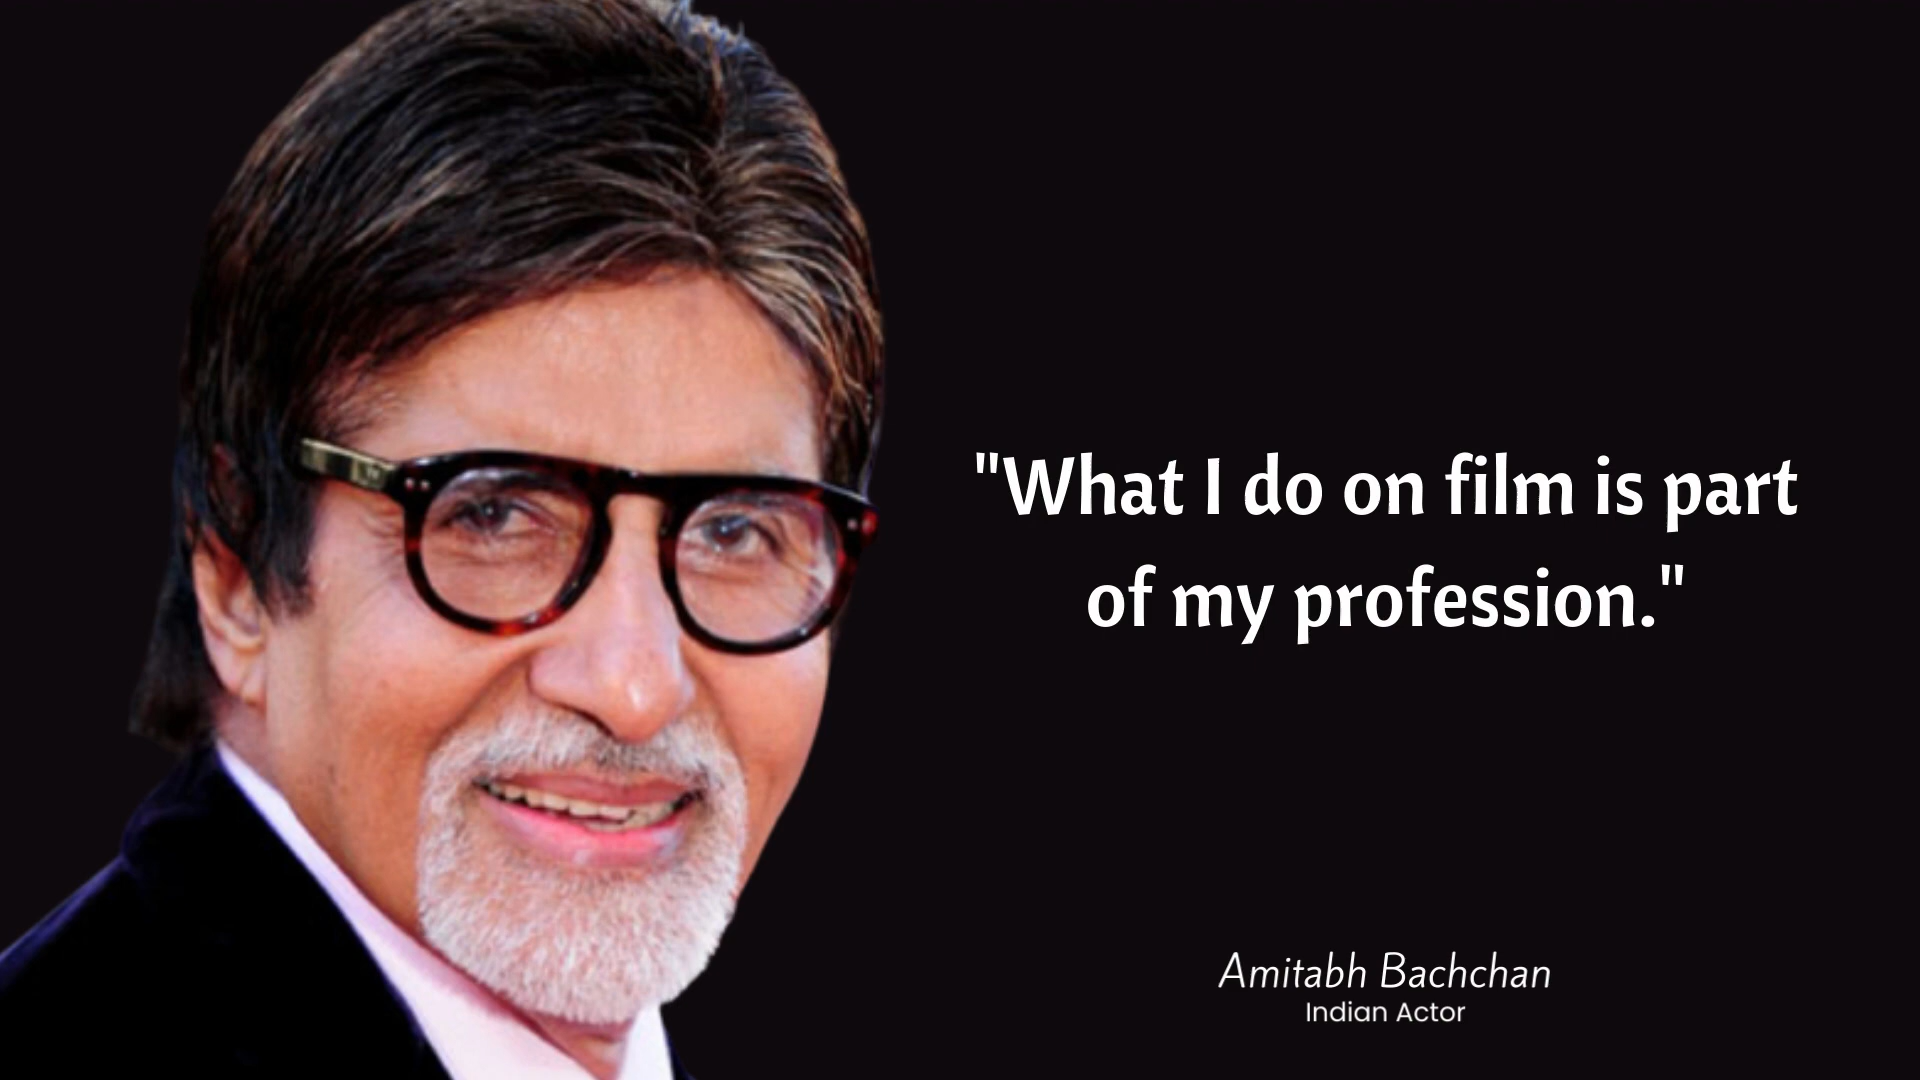 "What I do on film is part
of my profession."
Amitabh Bachchan
Indian Actor